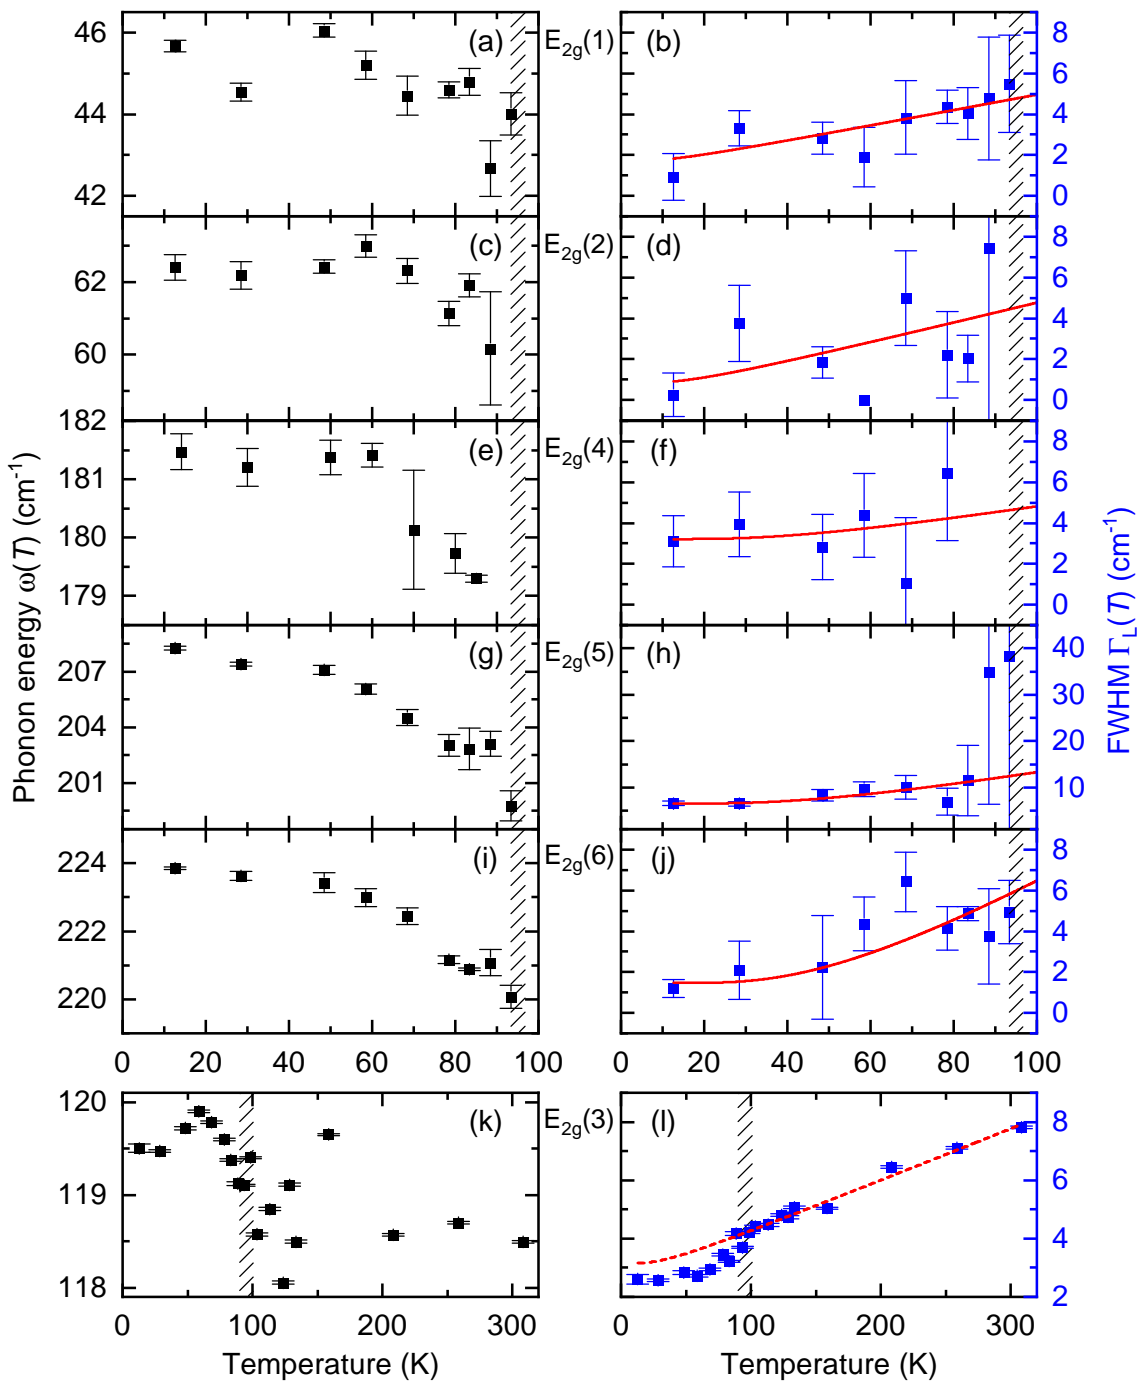 46
44
42
(a)
E2g(1)
(b)
8
6
4
2
0
62
60
(c)
E2g(2)
(d)
8
6
4
2
0
182
181
180
179
(e)
E2g(4)
(f)
8
6
4
2
0
207
204
201
(g)
E2g(5)
(h)
40
30
20
10
224
222
220
(i)
E2g(6)
(j)
8
6
4
2
0
0 20 40 60 80 100
0 20 40 60 80 100
120
119
118
(k)
E2g(3)
(l)
8
6
4
2
0 100 200 300
0 100 200 300
Temperature (K)
Temperature (K)
Phonon energy ω(T) (cm-1)
FWHM ΓL(T) (cm-1)